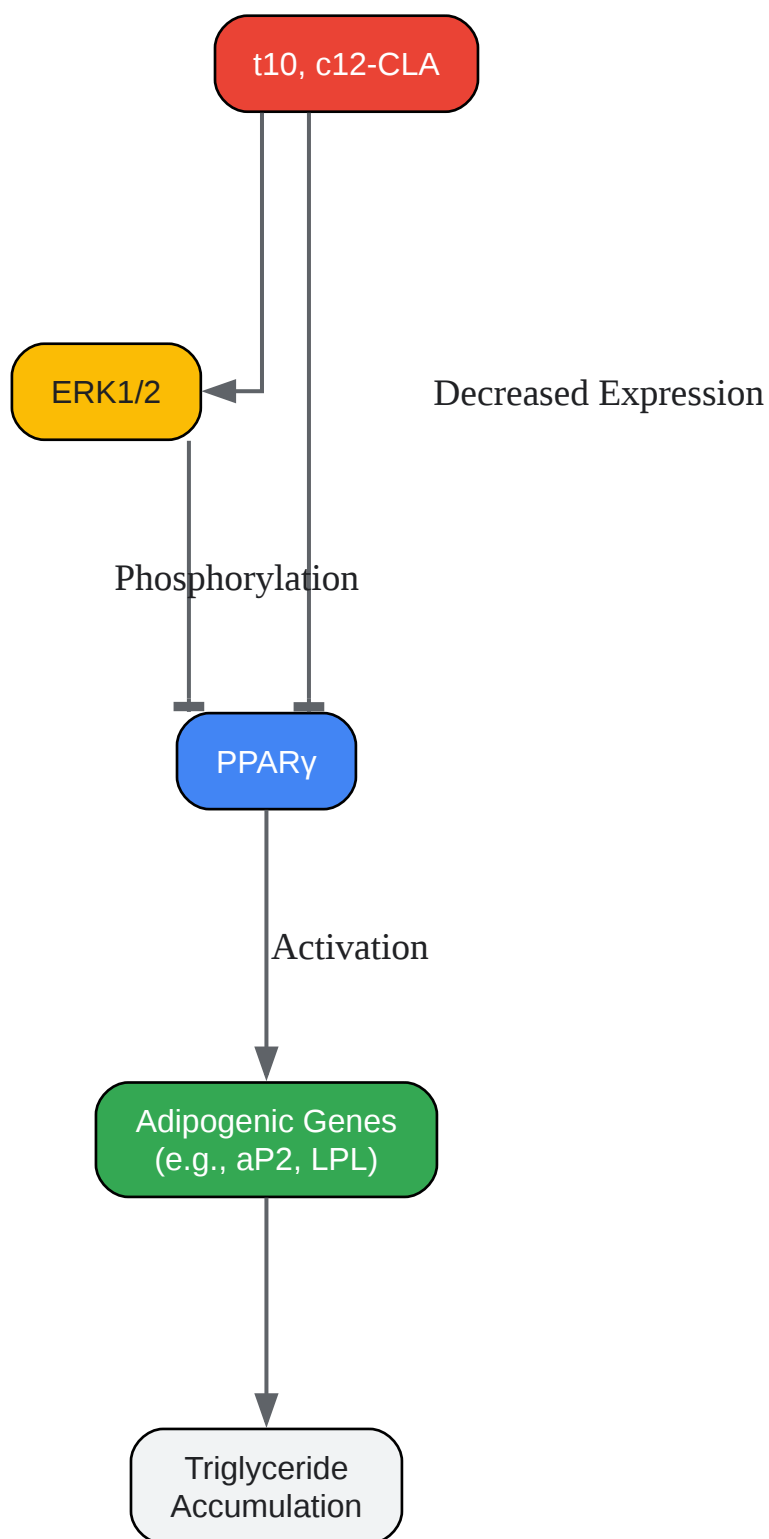 t10, c12-CLA
ERK1/2
Decreased Expression
Phosphorylation
PPARγ
Activation
Adipogenic Genes
(e.g., aP2, LPL)
Triglyceride
Accumulation